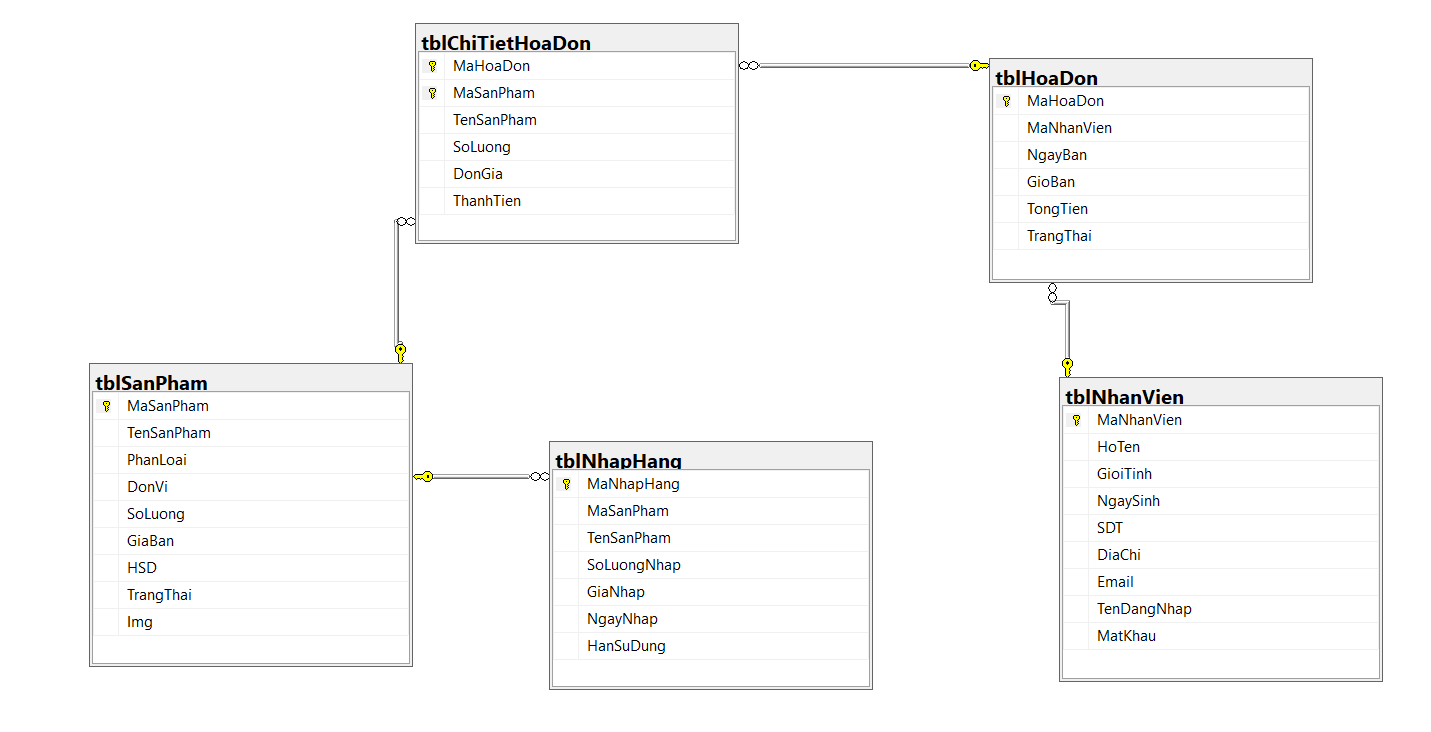 tblChiTietHoaDon
MaHoaDon
MaSanPham
TenSanPham
SoLuong
DonGia
ThanhTien
tblHoaDon
MaHoaDon
MaNhanVien
NgayBan
GioBan
TongTien
TrangThai
tblSanPham
MaSanPham
TenSanPham
PhanLoai
DonVi
SoLuong
GiaBan
HSD
TrangThai
Img
tblNhapHang
MaNhapHang
MaSanPham
TenSanPham
SoLuongNhap
GiaNhap
NgayNhap
HanSuDung
tblNhanVien
MaNhanVien
HoTen
GioiTinh
NgaySinh
SDT
DiaChi
Email
TenDangNhap
MatKhau